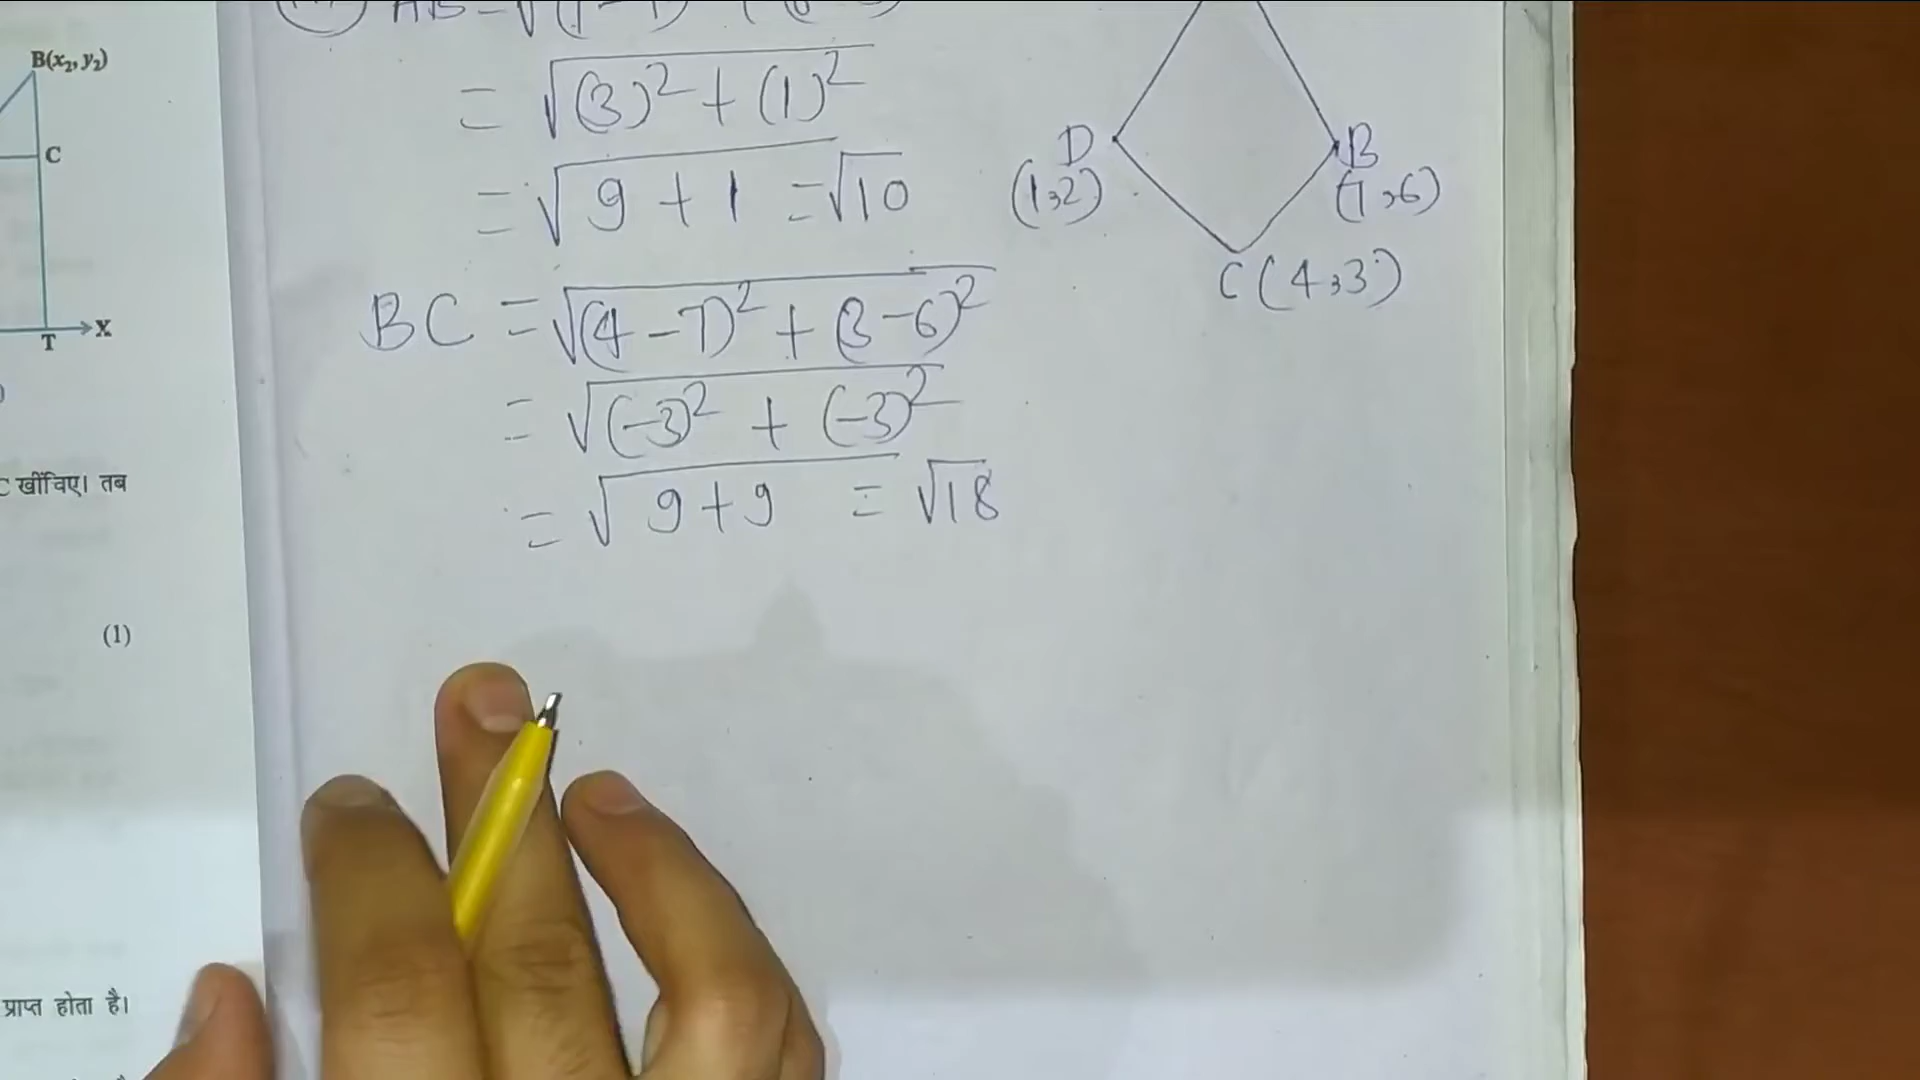 B(x₂, y₂)
C
X
T
C खींचिए। तब
(1)
प्राप्त होता है।
AB = √
= √(3)² + (1)²
= √9 + 1 = √10
BC = √(4 - 7)² + (3 - 6)²
= √(-3)² + (-3)²
= √9 + 9 = √18
D
(1,2)
B
(7,6)
C (4,3)